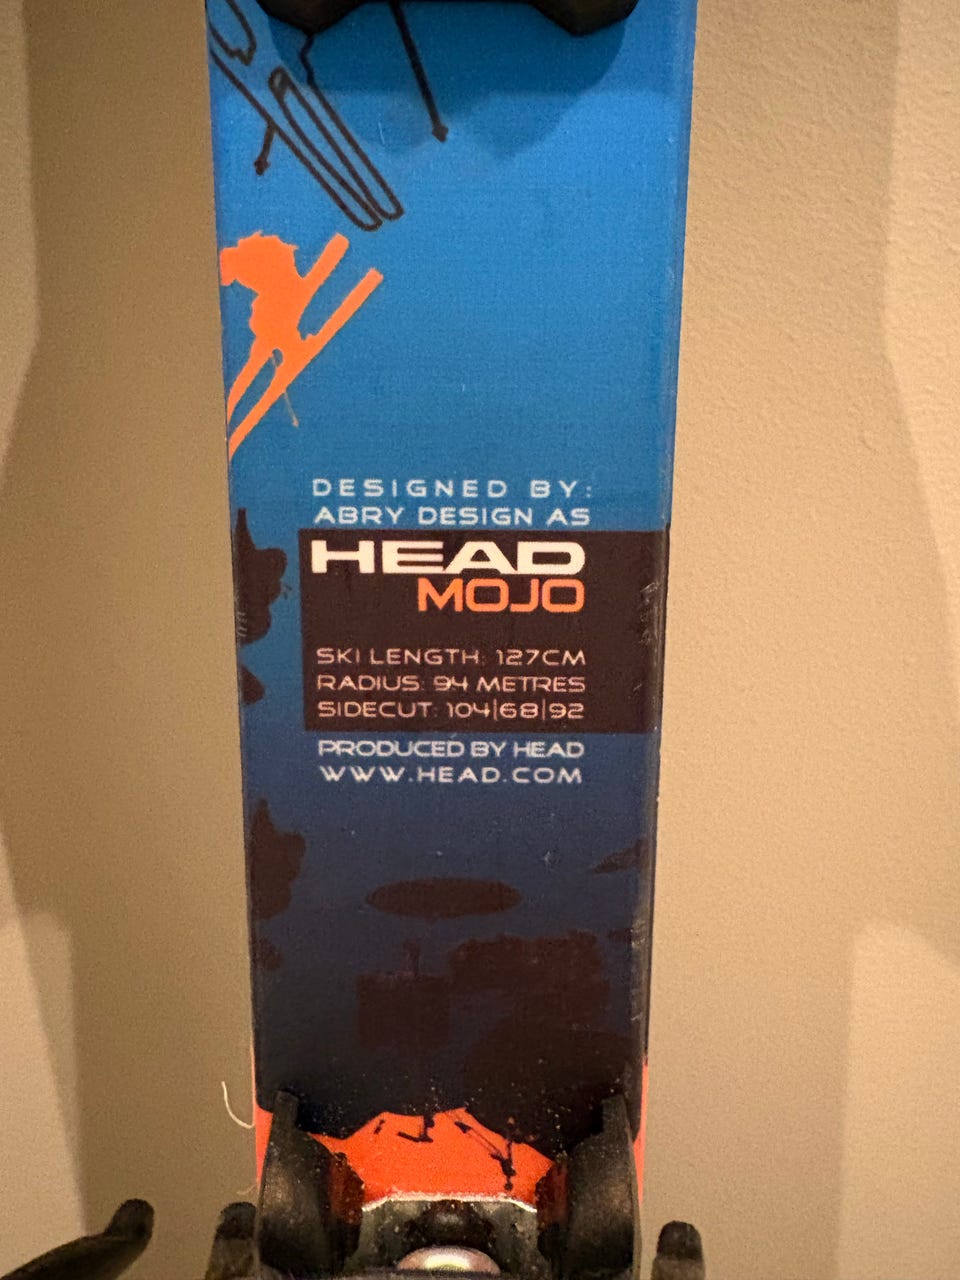 DESIGNED BY:
ABRY DESIGN AS
HEAD
MOJO
SKI LENGTH: 127CM
RADIUS: 94 METRES
SIDECUT: 104|68|92
PRODUCED BY HEAD
WWW.HEAD.COM